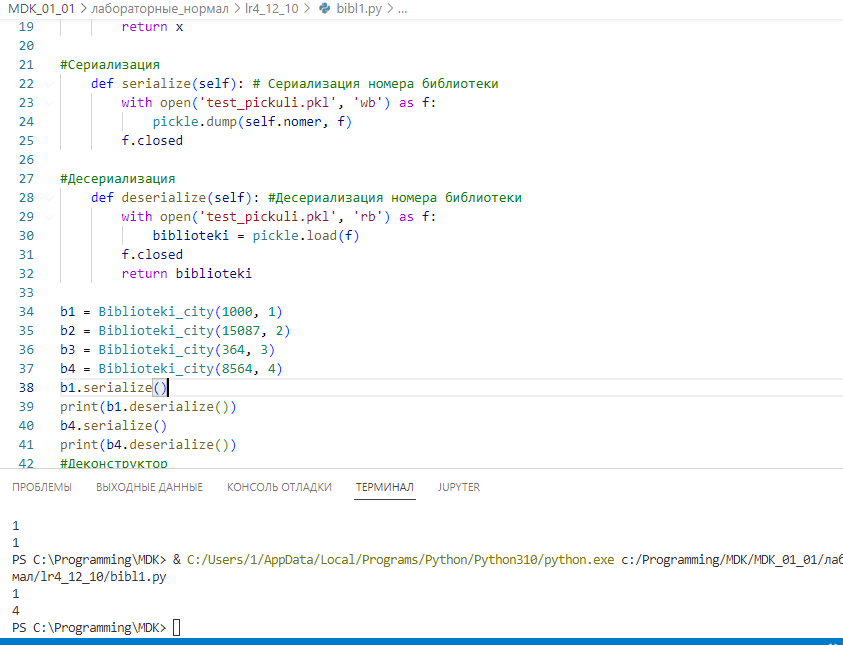 MDK_01_01 > лабораторные_нормал > lr4_12_10 > bibl1.py > ...
19 return x
20
21 #Сериализация
22 def serialize(self): # Сериализация номера библиотеки
23 with open('test_pickuli.pkl', 'wb') as f:
24 pickle.dump(self.nomer, f)
25 f.closed
26
27 #Десериализация
28 def deserialize(self): #Десериализация номера библиотеки
29 with open('test_pickuli.pkl', 'rb') as f:
30 biblioteki = pickle.load(f)
31 f.closed
32 return biblioteki
33
34 b1 = Biblioteki_city(1000, 1)
35 b2 = Biblioteki_city(15087, 2)
36 b3 = Biblioteki_city(364, 3)
37 b4 = Biblioteki_city(8564, 4)
38 b1.serialize()
39 print(b1.deserialize())
40 b4.serialize()
41 print(b4.deserialize())
42 #Деконструктор
ПРОБЛЕМЫ ВЫХОДНЫЕ ДАННЫЕ КОНСОЛЬ ОТЛАДКИ ТЕРМИНАЛ JUPYTER
1
1
PS C:\Programming\MDK> & C:/Users/1/AppData/Local/Programs/Python/Python310/python.exe c:/Programming/MDK/MDK_01_01/лаб
мал/lr4_12_10/bibl1.py
1
4
PS C:\Programming\MDK>